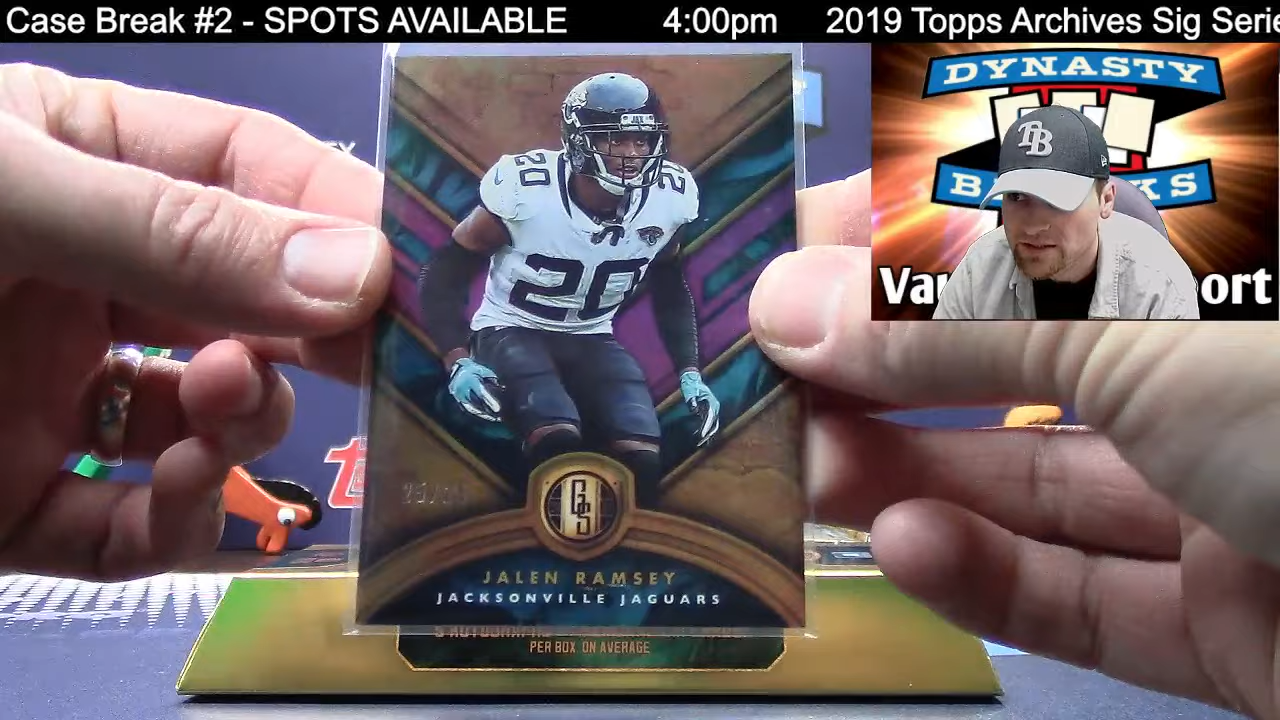 Case Break #2 - SPOTS AVAILABLE 4:00pm 2019 Topps Archives Sig Serie
DYNASTY
TB
Va ort
20 20
JAX
20
GS
JALEN RAMSEY
JACKSONVILLE JAGUARS
PER BOX ON AVERAGE